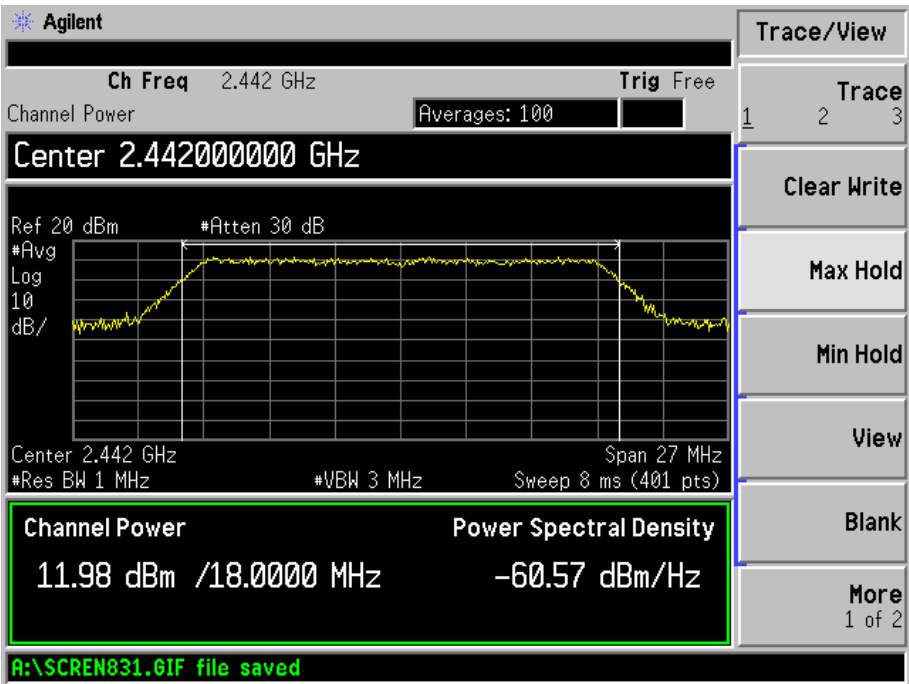 Agilent
Trace/View
Ch Freq 2.442 GHz Trig Free
Channel Power Averages: 100
Center 2.442000000 GHz
Ref 20 dBm #Atten 30 dB
#Avg
Log
10
dB/
Center 2.442 GHz Span 27 MHz
#Res BW 1 MHz #VBW 3 MHz Sweep 8 ms (401 pts)
Channel Power Power Spectral Density
11.98 dBm /18.0000 MHz -60.57 dBm/Hz
A:\SCREN831.GIF file saved
Trace
1 2 3
Clear Write
Max Hold
Min Hold
View
Blank
More
1 of 2